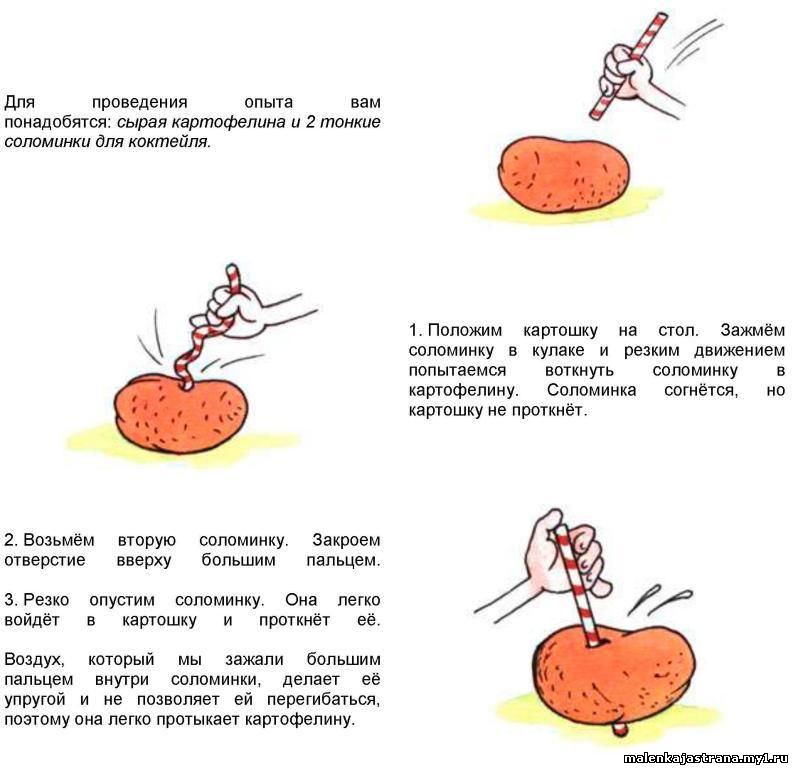 Для проведения опыта вам
понадобятся: сырая картофелина и 2 тонкие
соломинки для коктейля.
1. Положим картошку на стол. Зажмём
соломинку в кулаке и резким движением
попытаемся воткнуть соломинку в
картофелину. Соломинка согнётся, но
картошку не проткнёт.
2. Возьмём вторую соломинку. Закроем
отверстие вверху большим пальцем.
3. Резко опустим соломинку. Она легко
войдёт в картошку и проткнёт её.
Воздух, который мы зажали большим
пальцем внутри соломинки, делает её
упругой и не позволяет ей перегибаться,
поэтому она легко протыкает картофелину.
malenkajastrana.my1.ru